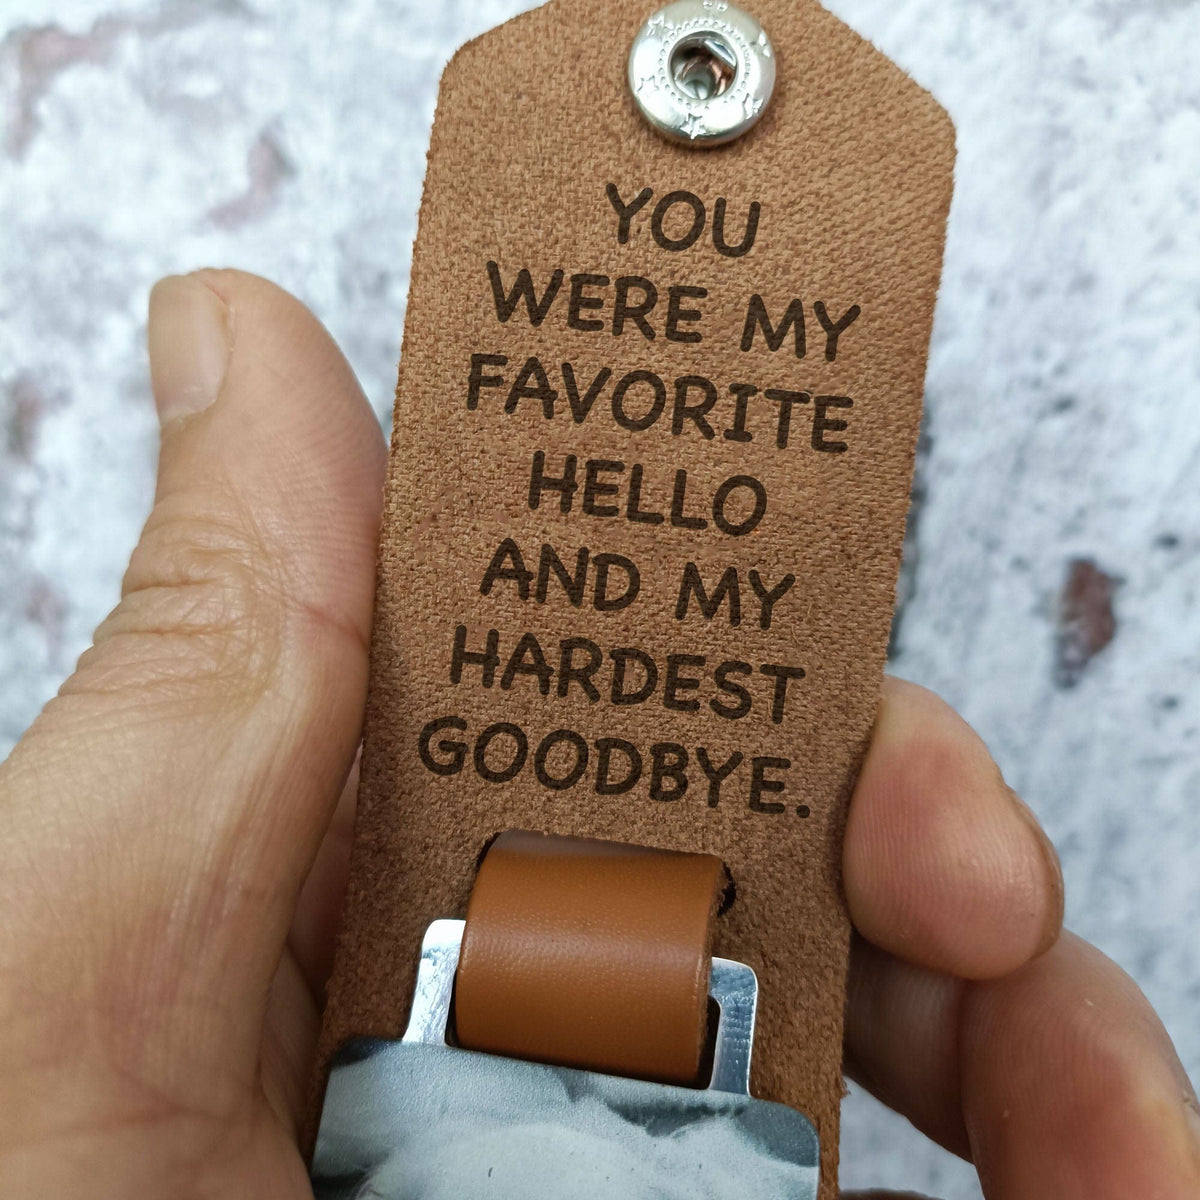 YOU
WERE MY
FAVORITE
HELLO
AND MY
HARDEST
GOODBYE.